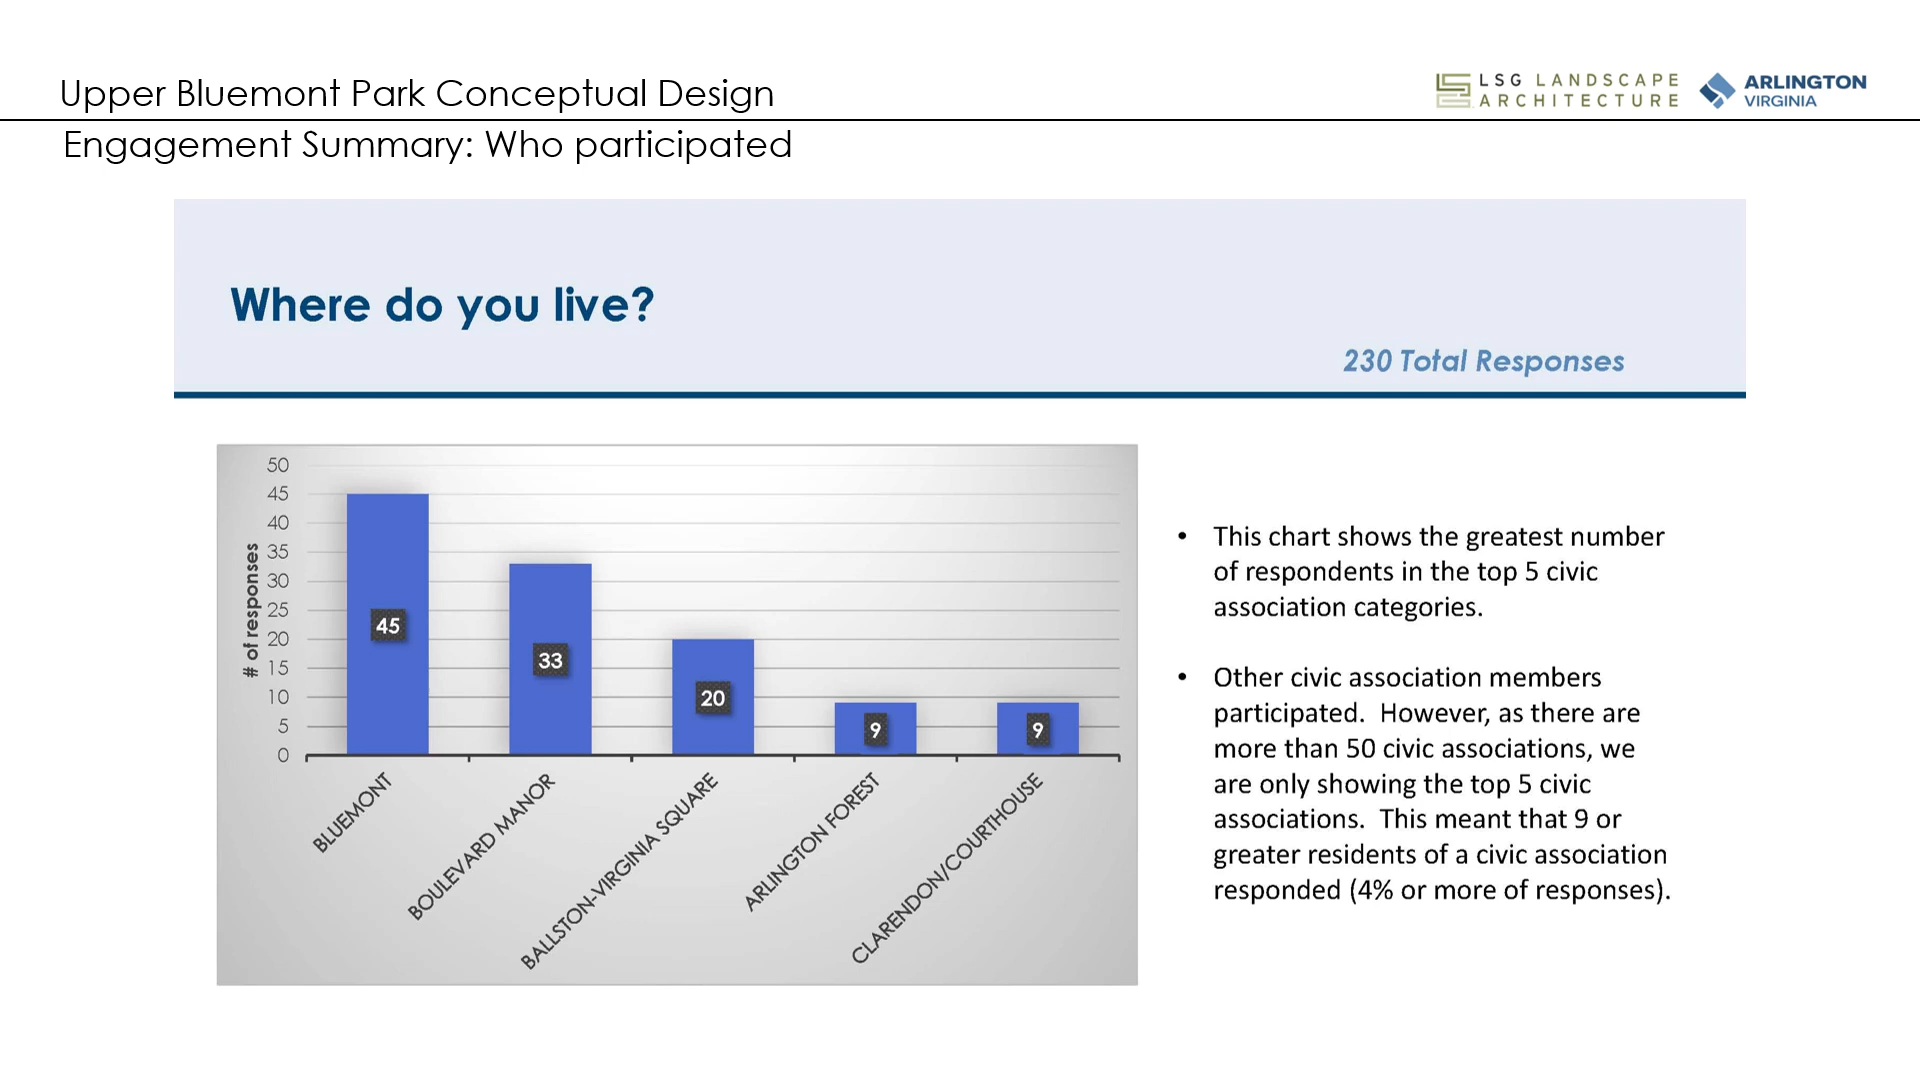 Upper Bluemont Park Conceptual Design
LSG LANDSCAPE
ARCHITECTURE
ARLINGTON
VIRGINIA
Engagement Summary: Who participated
Where do you live?
230 Total Responses
# of responses
50
45
40
35
30
25
20
15
10
5
0
45
33
20
9
9
BLUEMONT
BOULEVARD MANOR
BALLSTON-VIRGINIA SQUARE
ARLINGTON FOREST
CLARENDON/COURTHOUSE
• This chart shows the greatest number
of respondents in the top 5 civic
association categories.
• Other civic association members
participated. However, as there are
more than 50 civic associations, we
are only showing the top 5 civic
associations. This meant that 9 or
greater residents of a civic association
responded (4% or more of responses).